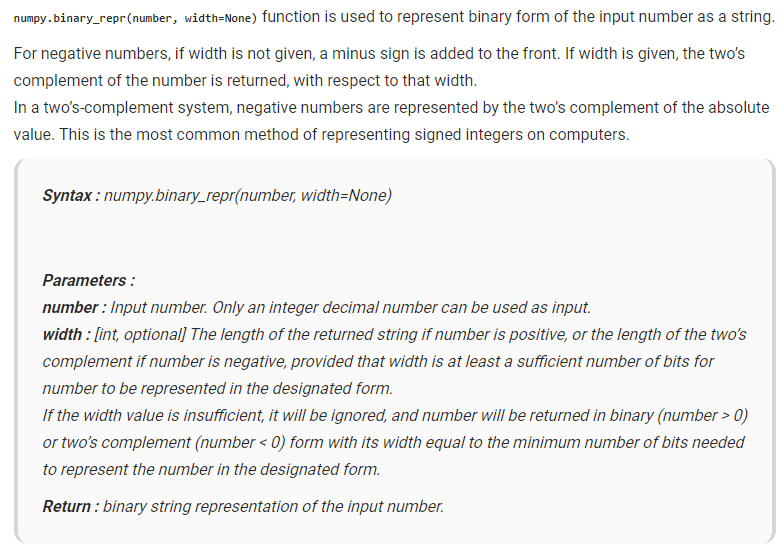 numpy.binary_repr(number, width=None) function is used to represent binary form of the input number as a string.
For negative numbers, if width is not given, a minus sign is added to the front. If width is given, the two’s
complement of the number is returned, with respect to that width.
In a two’s-complement system, negative numbers are represented by the two’s complement of the absolute
value. This is the most common method of representing signed integers on computers.
Syntax : numpy.binary_repr(number, width=None)
Parameters :
number : Input number. Only an integer decimal number can be used as input.
width : [int, optional] The length of the returned string if number is positive, or the length of the two’s
complement if number is negative, provided that width is at least a sufficient number of bits for
number to be represented in the designated form.
If the width value is insufficient, it will be ignored, and number will be returned in binary (number > 0)
or two’s complement (number < 0) form with its width equal to the minimum number of bits needed
to represent the number in the designated form.
Return : binary string representation of the input number.